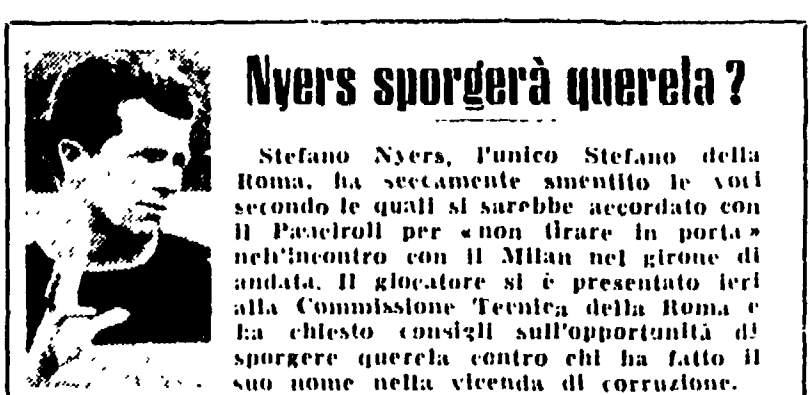 Nyers sporgerà querela?
Stefano Nyers, l'unico Stefano della
Roma, ha seccamente smentito le voci
secondo le quali si sarebbe accordato con
il Panciroli per «non tirare in porta»
nell'incontro con il Milan nel girone di
andata. Il giocatore si è presentato ieri
alla Commissione Tecnica della Roma e
ha chiesto consigli sull'opportunità di
sporgere querela contro chi ha fatto il
suo nome nella vicenda di corruzione.